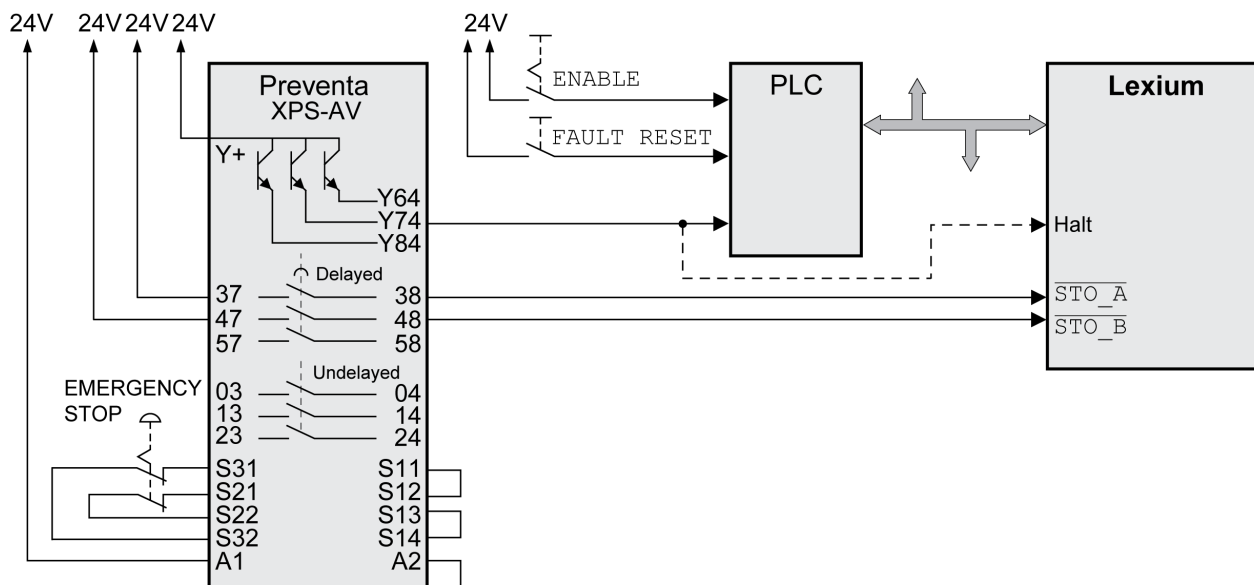 24V 24V 24V 24V 24V
Preventa
XPS-AV
Y+
Y64
Y74
Y84
Delayed
37 38
47 48
57 58
Undelayed
03 04
13 14
23 24
EMERGENCY
STOP
S31 S11
S21 S12
S22 S13
S32 S14
A1 A2
ENABLE
FAULT RESET
PLC
Lexium
Halt
STO_A
STO_B